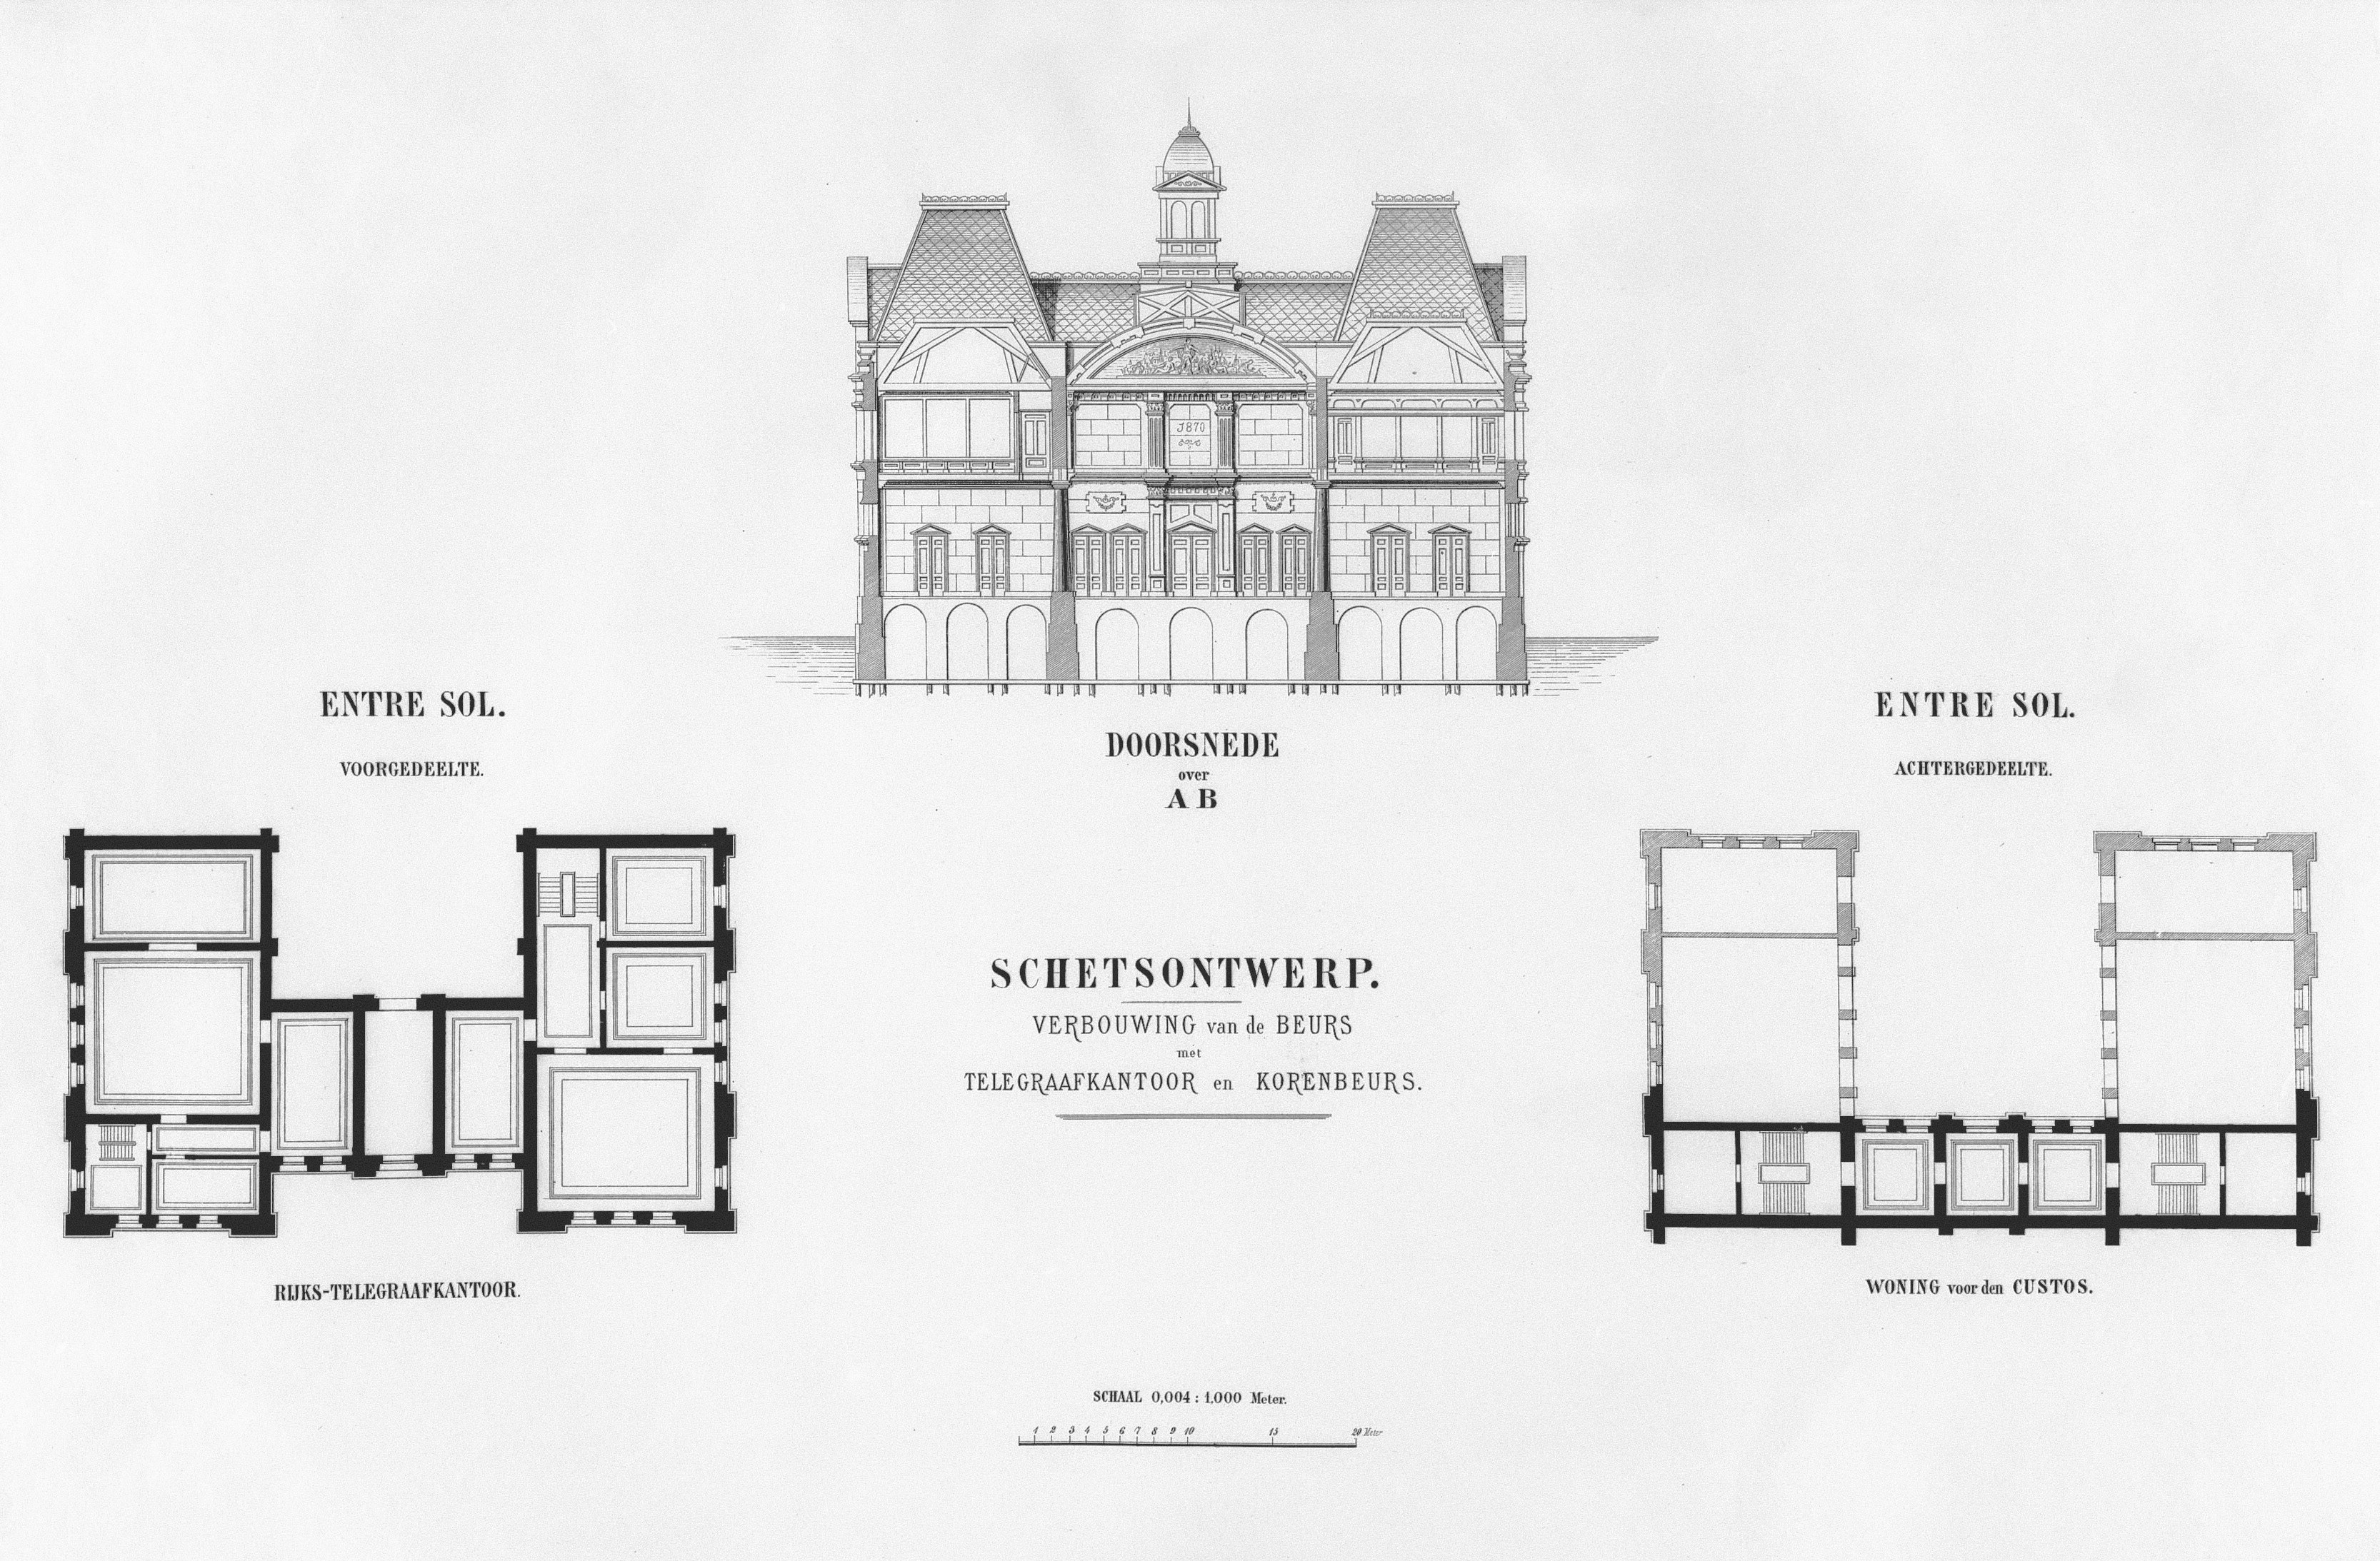 1870
ENTRE SOL.
VOORGEDEELTE.
RIJKS-TELEGRAAFKANTOOR.
DOORSNEDE
over
A B
SCHETSONTWERP.
VERBOUWING van de BEURS
met
TELEGRAAFKANTOOR en KORENBEURS.
ENTRE SOL.
ACHTERGEDEELTE.
WONING voor den CUSTOS.
SCHAAL 0,004 : 1,000 Meter.
1 2 3 4 5 6 7 8 9 10 15 20 Meter